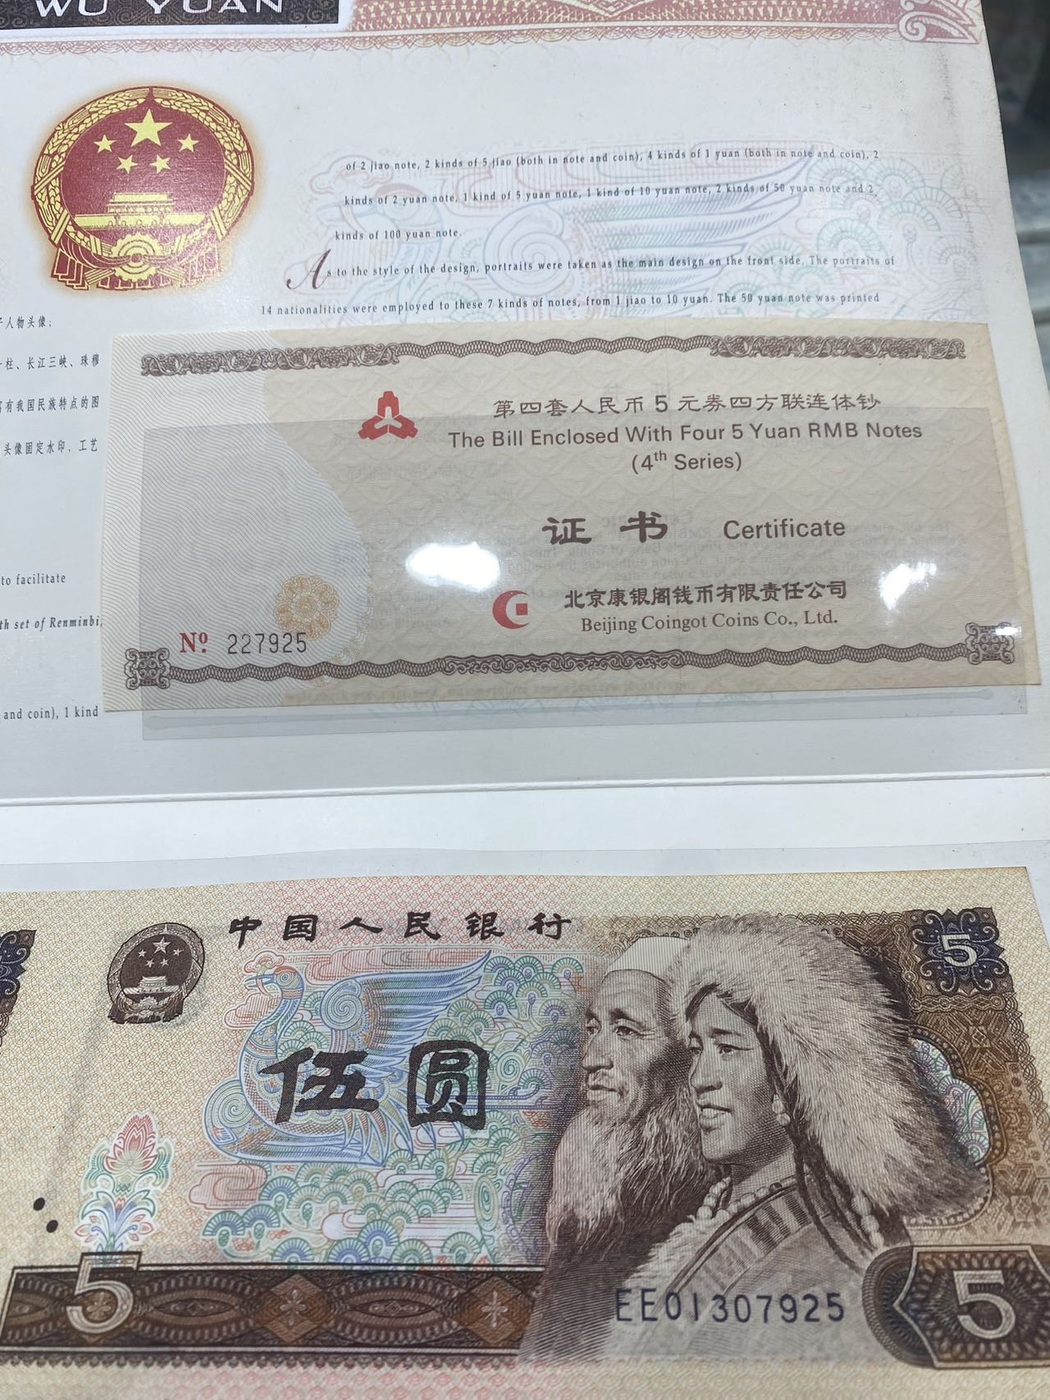 WU YUAN
of 2 jiao note, 2 kinds of 5 jiao (both in note and coin), 4 kinds of 1 yuan (both in note and coin), 2
kinds of 2 yuan note, 1 kind of 5 yuan note, 1 kind of 10 yuan note, 2 kinds of 50 yuan note and 2
kinds of 100 yuan note.
As to the style of the design, portraits were taken as the main design on the front side. The portraits of
14 nationalities were employed to these 7 kinds of notes, from 1 jiao to 10 yuan. The 50 yuan note was printed
人物头像;
柱、长江三峡、珠穆
有我国民族特点的图
头像固定水印, 工艺
to facilitate
th set of Renminbi,
and coin), 1 kind
第四套人民币 5 元券四方联连体钞
The Bill Enclosed With Four 5 Yuan RMB Notes
(4th Series)
证书 Certificate
北京康银阁钱币有限责任公司
Beijing Coingot Coins Co., Ltd.
Nº 227925
中国人民银行
5
伍圆
5
EE01307925
5